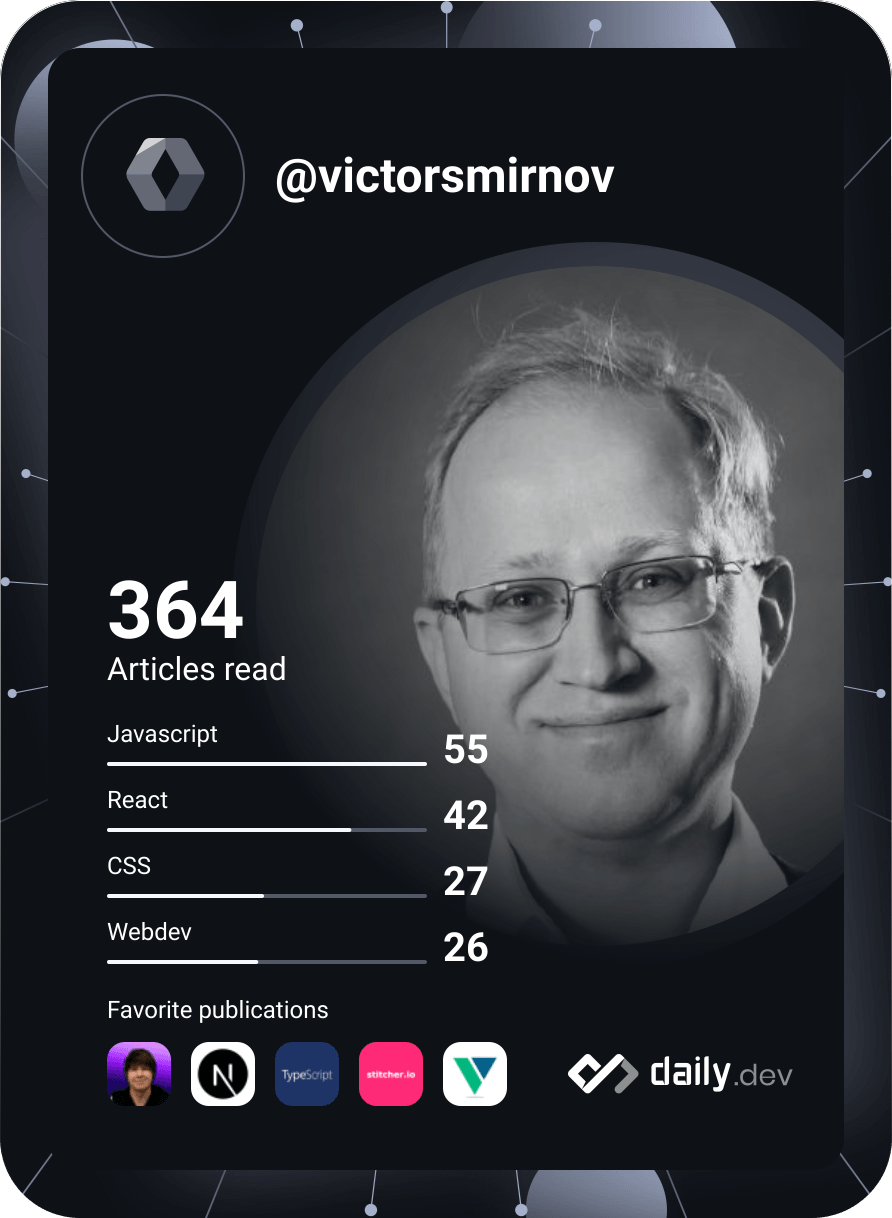 @victorsmirnov
364
Articles read
Javascript
55
React
42
CSS
27
Webdev
26
Favorite publications
N
TypeScript
stitcher.io
daily.dev